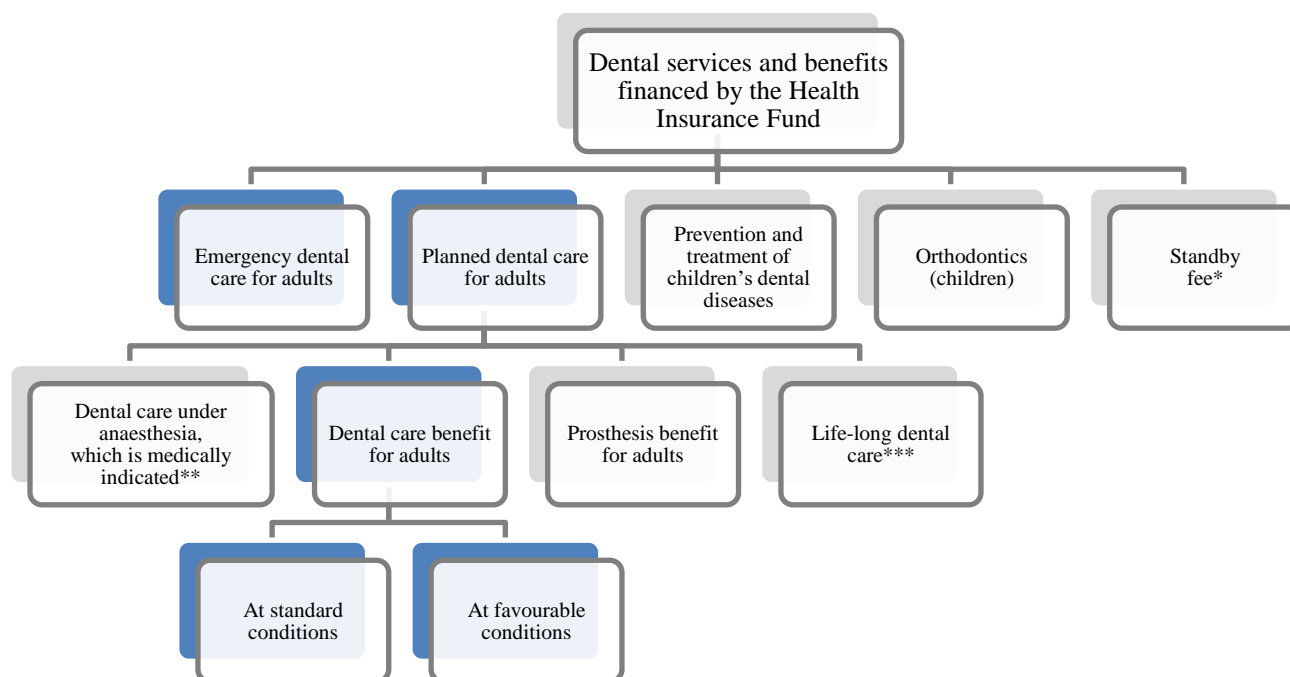 Dental services and benefits
financed by the Health
Insurance Fund
Emergency dental
care for adults
Planned dental care
for adults
Prevention and
treatment of
children’s dental
diseases
Orthodontics
(children)
Standby
fee*
Dental care under
anaesthesia,
which is medically
indicated**
Dental care benefit
for adults
Prosthesis benefit
for adults
Life-long dental
care***
At standard
conditions
At favourable
conditions